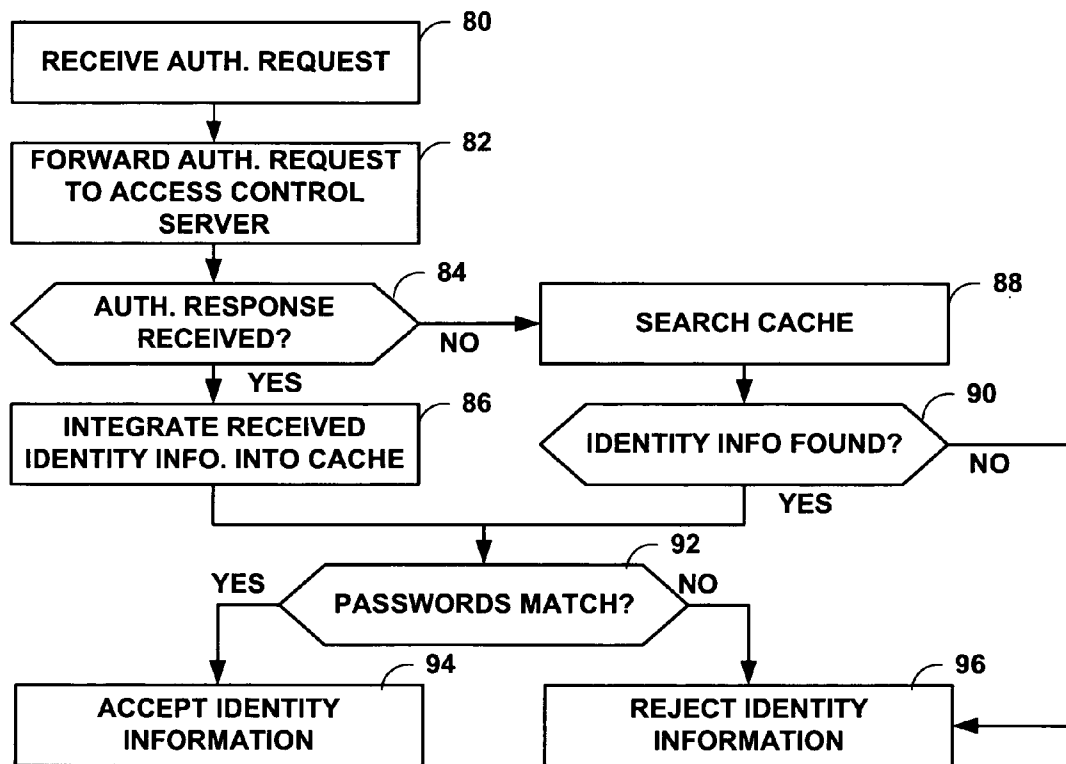 80
RECEIVE AUTH. REQUEST
82
FORWARD AUTH. REQUEST
TO ACCESS CONTROL
SERVER
84
AUTH. RESPONSE
RECEIVED?
NO
YES
88
SEARCH CACHE
86
INTEGRATE RECEIVED
IDENTITY INFO. INTO CACHE
90
IDENTITY INFO FOUND?
NO
YES
92
YES
PASSWORDS MATCH?
NO
94
ACCEPT IDENTITY
INFORMATION
96
REJECT IDENTITY
INFORMATION